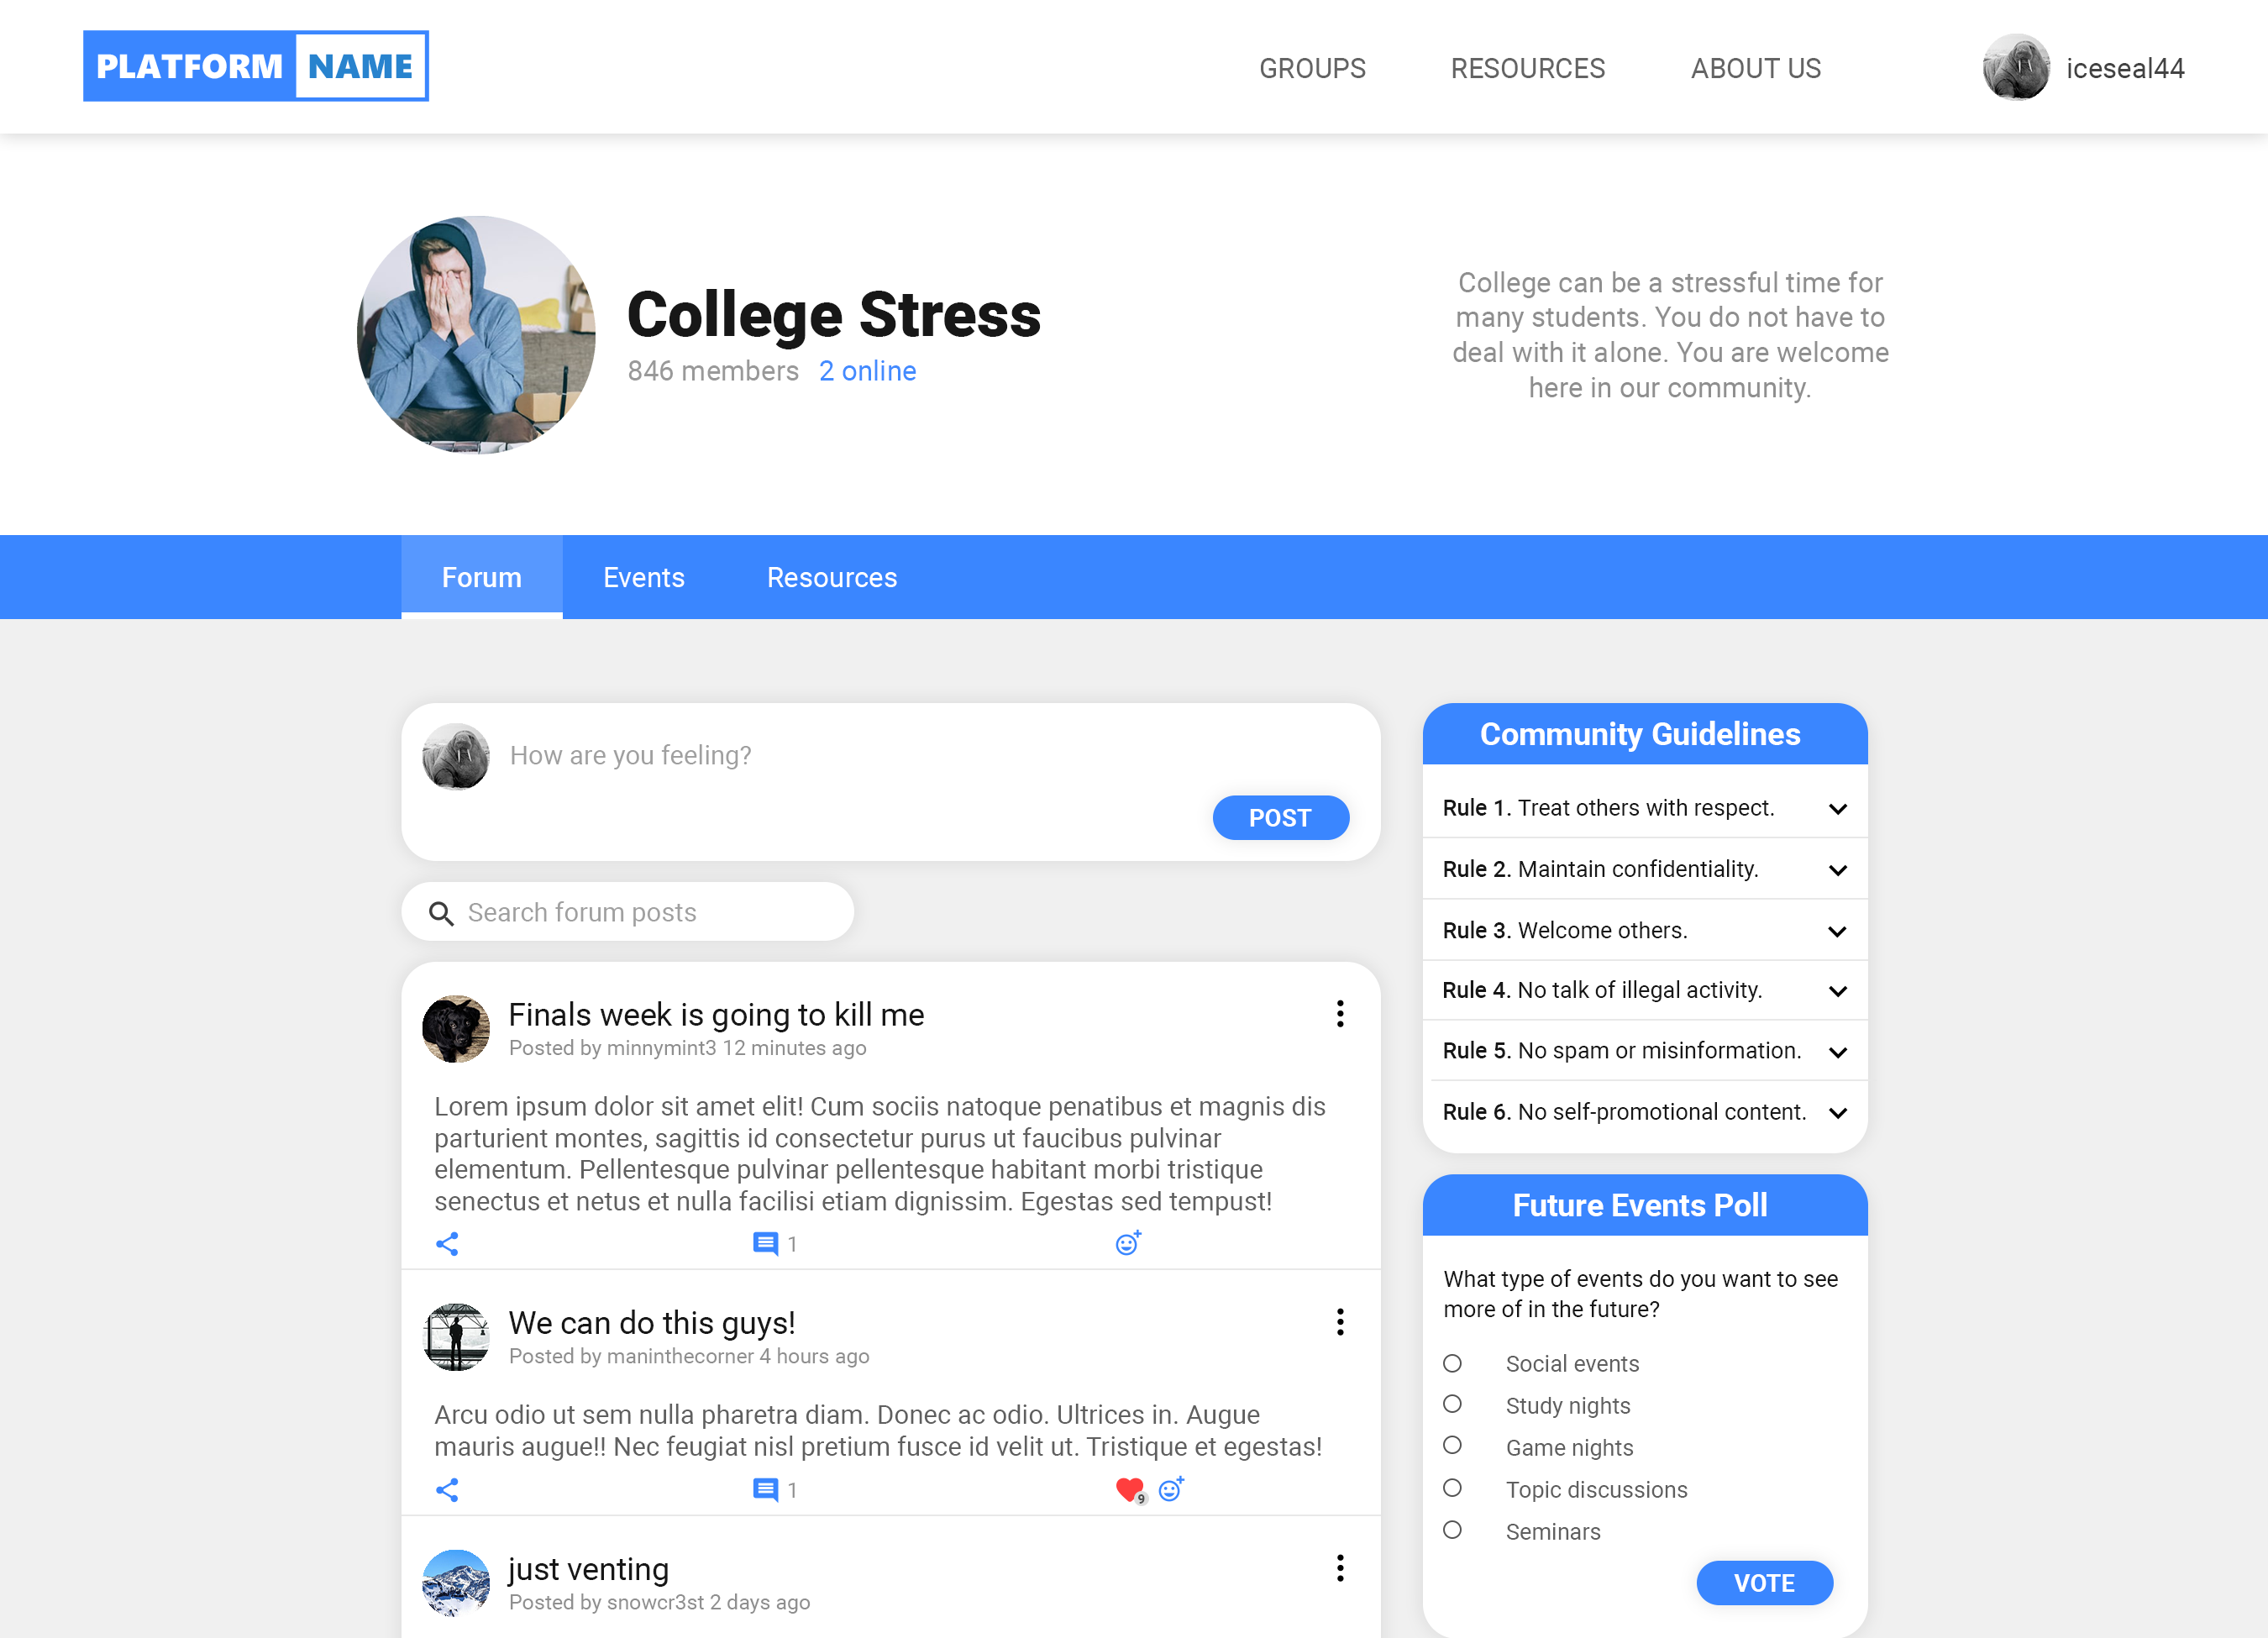 PLATFORM NAME
GROUPS
RESOURCES
ABOUT US
iceseal44
College Stress
846 members 2 online
College can be a stressful time for
many students. You do not have to
deal with it alone. You are welcome
here in our community.
Forum
Events
Resources
How are you feeling?
POST
Search forum posts
Finals week is going to kill me
Posted by minnymint3 12 minutes ago
Lorem ipsum dolor sit amet elit! Cum sociis natoque penatibus et magnis dis
parturient montes, sagittis id consectetur purus ut faucibus pulvinar
elementum. Pellentesque pulvinar pellentesque habitant morbi tristique
senectus et netus et nulla facilisi etiam dignissim. Egestas sed tempust!
1
We can do this guys!
Posted by maninthecorner 4 hours ago
Arcu odio ut sem nulla pharetra diam. Donec ac odio. Ultrices in. Augue
mauris augue!! Nec feugiat nisl pretium fusce id velit ut. Tristique et egestas!
1
9
just venting
Posted by snowcr3st 2 days ago
Community Guidelines
Rule 1. Treat others with respect.
Rule 2. Maintain confidentiality.
Rule 3. Welcome others.
Rule 4. No talk of illegal activity.
Rule 5. No spam or misinformation.
Rule 6. No self-promotional content.
Future Events Poll
What type of events do you want to see
more of in the future?
Social events
Study nights
Game nights
Topic discussions
Seminars
VOTE